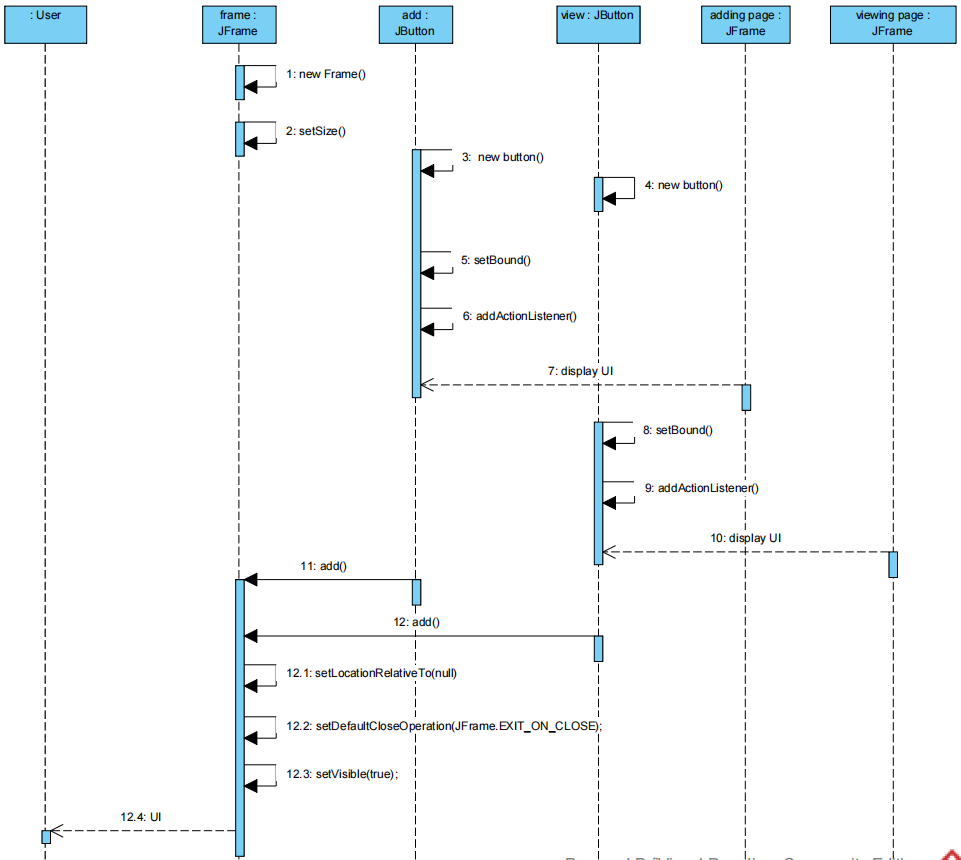 : User
frame :
JFrame
add :
JButton
view : JButton
adding page :
JFrame
viewing page :
JFrame
1: new Frame()
2: setSize()
3:  new button()
4: new button()
5: setBound()
6: addActionListener()
7: display UI
8: setBound()
9: addActionListener()
10: display UI
11: add()
12: add()
12.1: setLocationRelativeTo(null)
12.2: setDefaultCloseOperation(JFrame.EXIT_ON_CLOSE);
12.3: setVisible(true);
12.4: UI